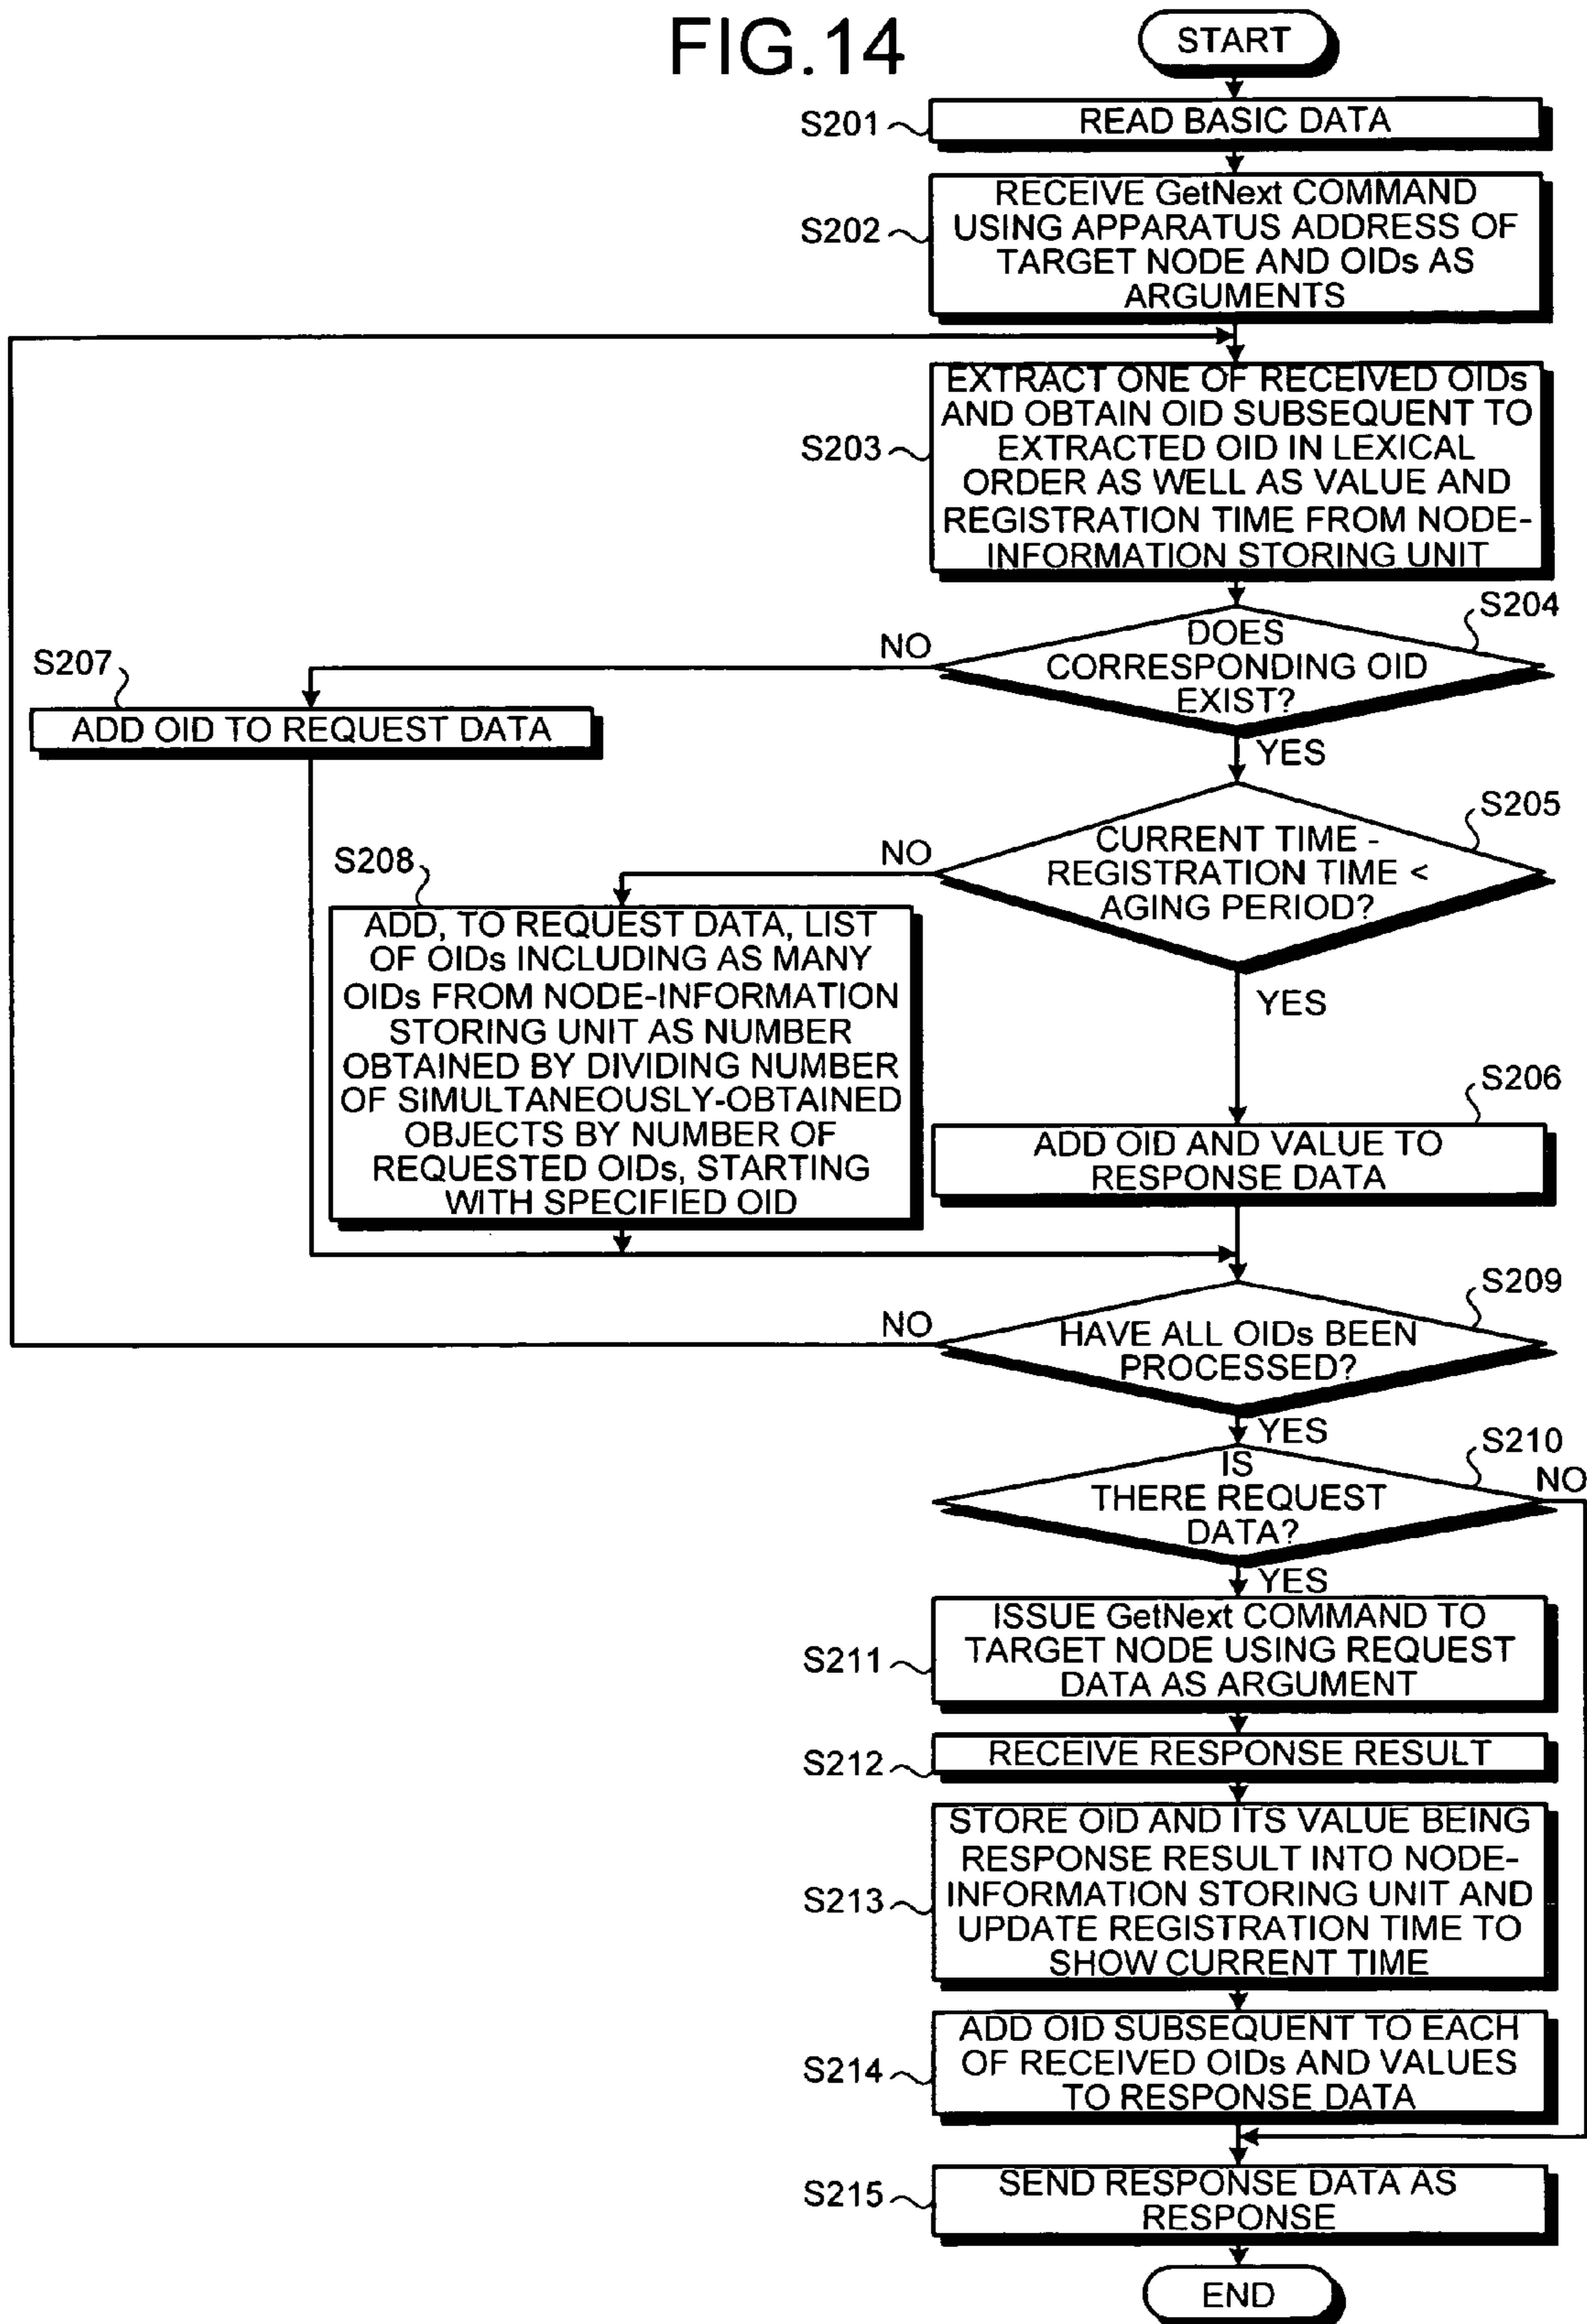 FIG.14
START
S201
READ BASIC DATA
S202
RECEIVE GetNext COMMAND
USING APPARATUS ADDRESS OF
TARGET NODE AND OIDs AS
ARGUMENTS
S203
EXTRACT ONE OF RECEIVED OIDs
AND OBTAIN OID SUBSEQUENT TO
EXTRACTED OID IN LEXICAL
ORDER AS WELL AS VALUE AND
REGISTRATION TIME FROM NODE-
INFORMATION STORING UNIT
S204
DOES
CORRESPONDING OID
EXIST?
NO
YES
S207
ADD OID TO REQUEST DATA
S205
CURRENT TIME -
REGISTRATION TIME <
AGING PERIOD?
NO
YES
S208
ADD, TO REQUEST DATA, LIST
OF OIDs INCLUDING AS MANY
OIDs FROM NODE-INFORMATION
STORING UNIT AS NUMBER
OBTAINED BY DIVIDING NUMBER
OF SIMULTANEOUSLY-OBTAINED
OBJECTS BY NUMBER OF
REQUESTED OIDs, STARTING
WITH SPECIFIED OID
S206
ADD OID AND VALUE TO
RESPONSE DATA
S209
HAVE ALL OIDs BEEN
PROCESSED?
NO
YES
S210
IS
THERE REQUEST
DATA?
NO
YES
S211
ISSUE GetNext COMMAND TO
TARGET NODE USING REQUEST
DATA AS ARGUMENT
S212
RECEIVE RESPONSE RESULT
S213
STORE OID AND ITS VALUE BEING
RESPONSE RESULT INTO NODE-
INFORMATION STORING UNIT AND
UPDATE REGISTRATION TIME TO
SHOW CURRENT TIME
S214
ADD OID SUBSEQUENT TO EACH
OF RECEIVED OIDs AND VALUES
TO RESPONSE DATA
S215
SEND RESPONSE DATA AS
RESPONSE
END